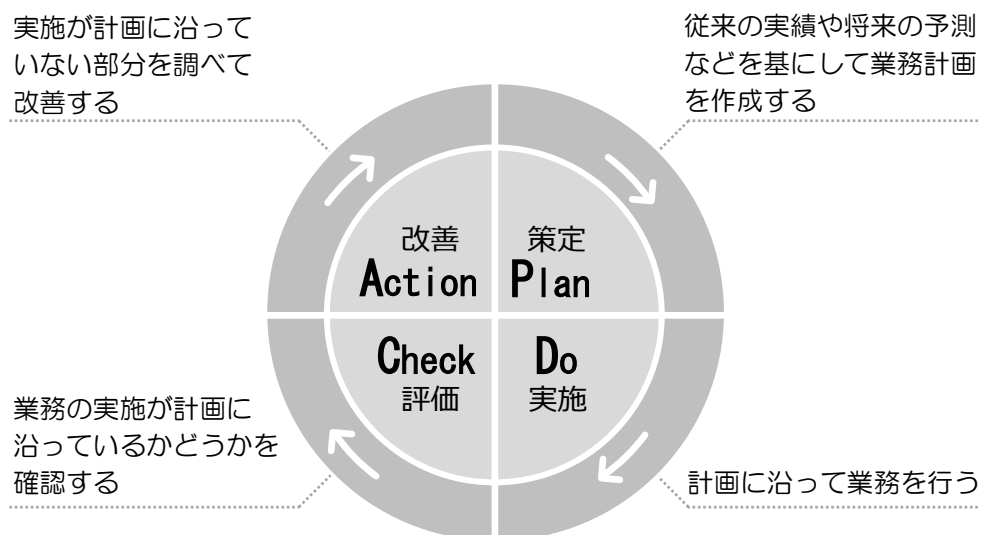 実施が計画に沿って
いない部分を調べて
改善する
従来の実績や将来の予測
などを基にして業務計画
を作成する
改善
Action
策定
Plan
Check
評価
Do
実施
業務の実施が計画に
沿っているかどうかを
確認する
計画に沿って業務を行う